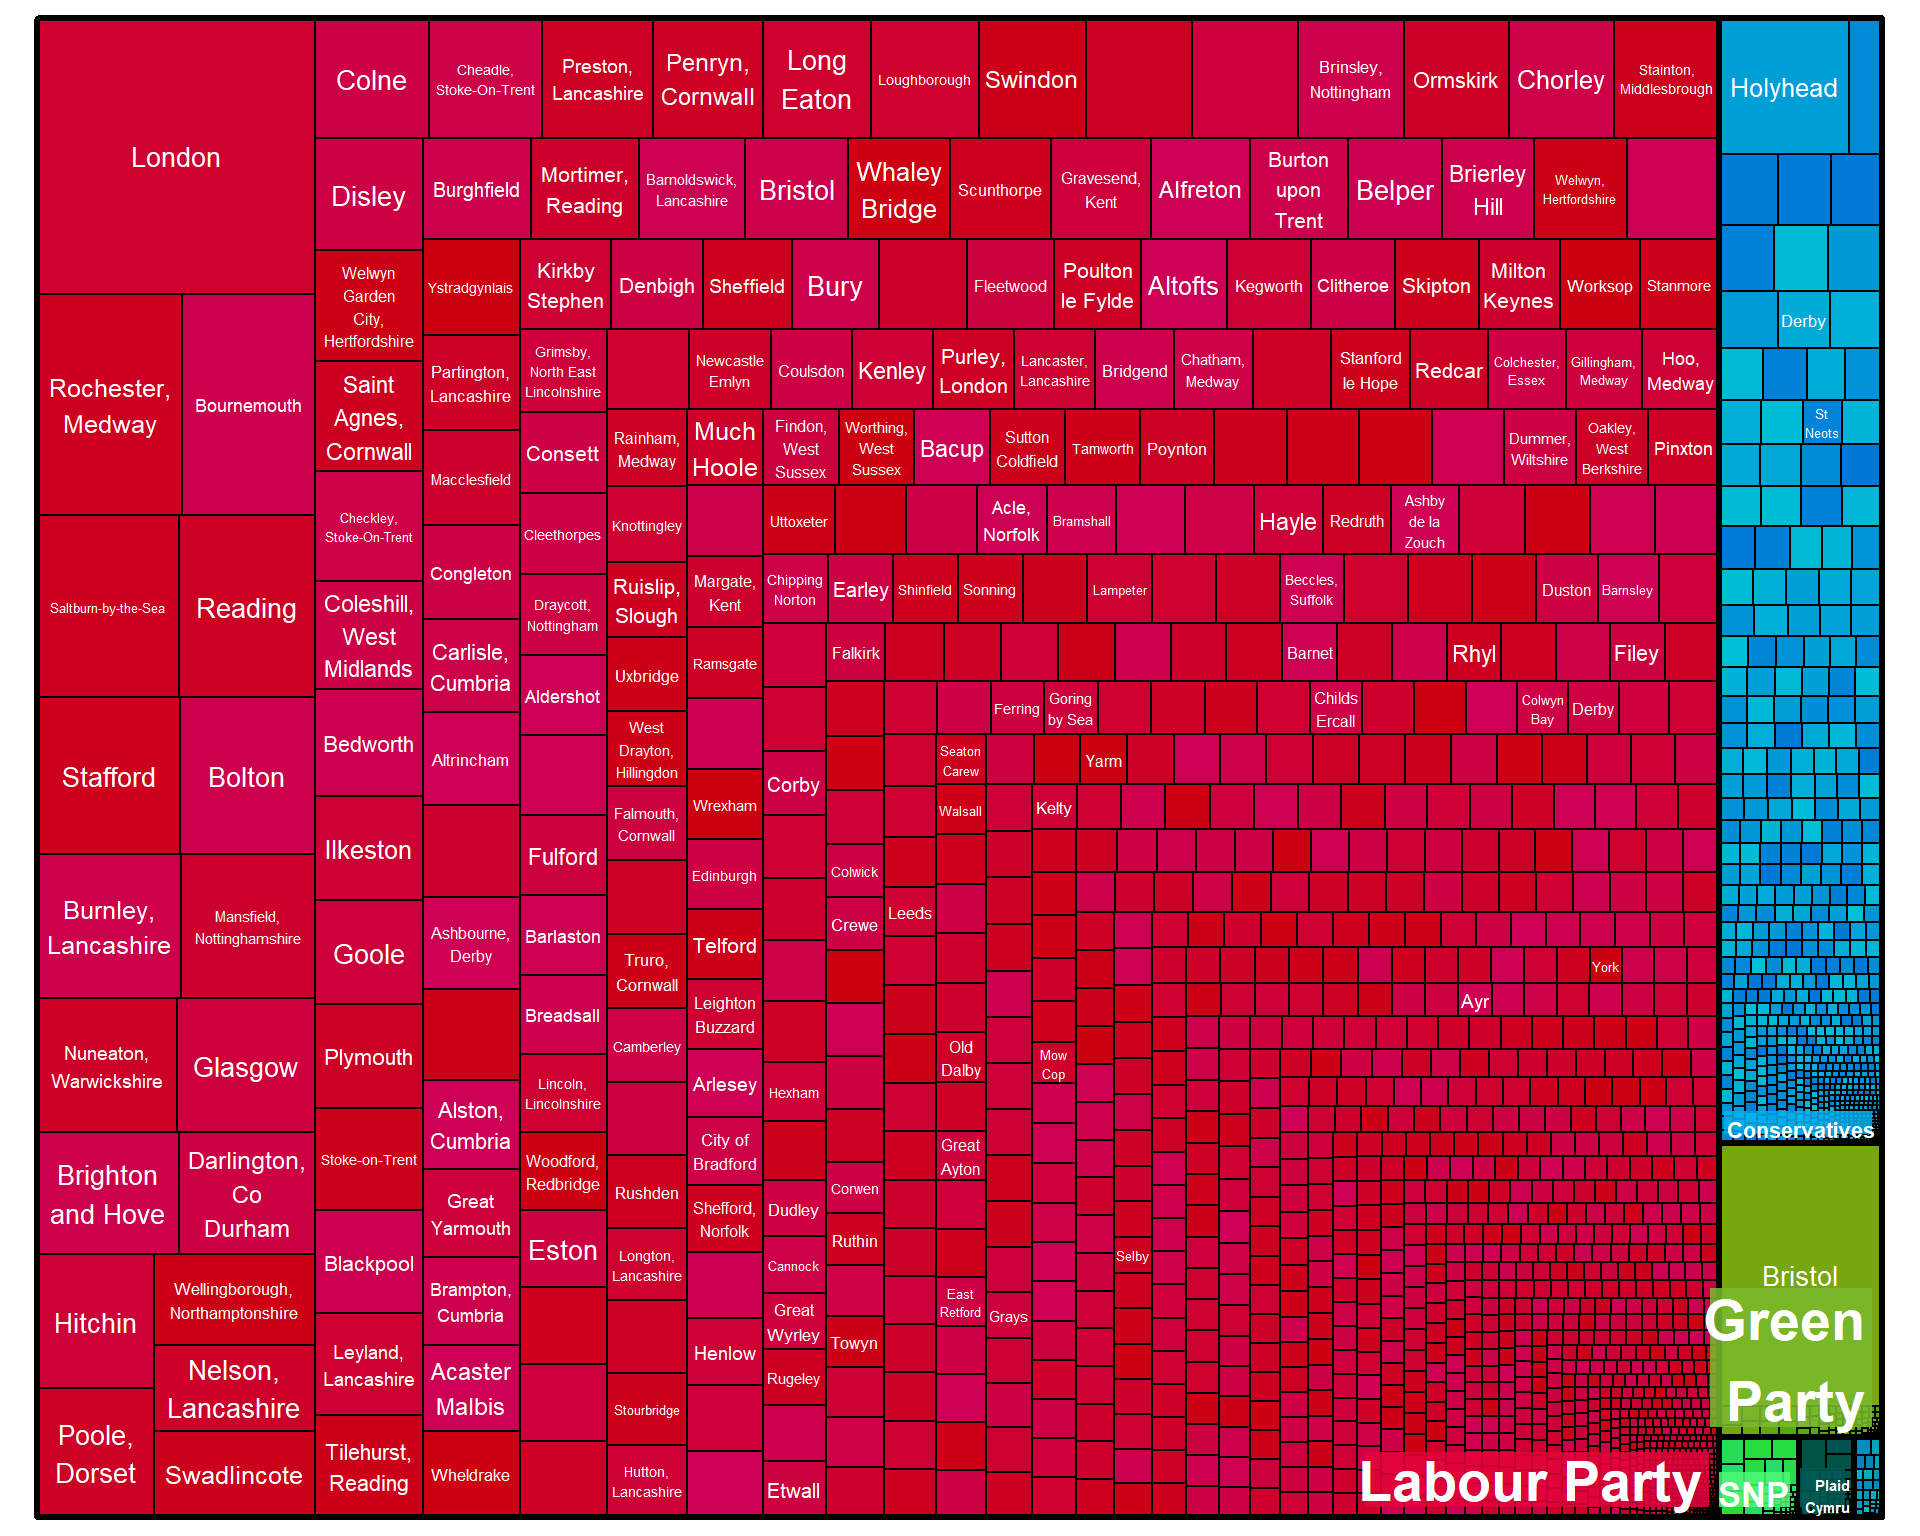 London
Colne
Cheadle,
Stoke-On-Trent
Preston,
Lancashire
Penryn,
Cornwall
Long
Eaton
Loughborough
Swindon
Brinsley,
Nottingham
Ormskirk
Chorley
Stainton,
Middlesbrough
Holyhead
Disley
Burghfield
Mortimer,
Reading
Barnoldswick,
Lancashire
Bristol
Whaley
Bridge
Scunthorpe
Gravesend,
Kent
Alfreton
Burton
upon
Trent
Belper
Brierley
Hill
Welwyn,
Hertfordshire
Welwyn
Garden
City,
Hertfordshire
Ystradgynlais
Kirkby
Stephen
Denbigh
Sheffield
Bury
Fleetwood
Poulton
le Fylde
Altofts
Kegworth
Clitheroe
Skipton
Milton
Keynes
Worksop
Stanmore
Derby
Rochester,
Medway
Bournemouth
Saint
Agnes,
Cornwall
Partington,
Lancashire
Grimsby,
North East
Lincolnshire
Newcastle
Emlyn
Coulsdon
Kenley
Purley,
London
Lancaster,
Lancashire
Bridgend
Chatham,
Medway
Stanford
le Hope
Redcar
Colchester,
Essex
Gillingham,
Medway
Hoo,
Medway
Macclesfield
Consett
Rainham,
Medway
Much
Hoole
Findon,
West
Sussex
Worthing,
West
Sussex
Bacup
Sutton
Coldfield
Tamworth
Poynton
Dummer,
Wiltshire
Oakley,
West
Berkshire
Pinxton
St
Neots
Checkley,
Stoke-On-Trent
Cleethorpes
Knottingley
Uttoxeter
Acle,
Norfolk
Bramshall
Hayle
Redruth
Ashby
de la
Zouch
Saltburn-by-the-Sea
Reading
Coleshill,
West
Midlands
Congleton
Draycott,
Nottingham
Ruislip,
Slough
Margate,
Kent
Chipping
Norton
Earley
Shinfield
Sonning
Lampeter
Beccles,
Suffolk
Duston
Barnsley
Carlisle,
Cumbria
Aldershot
Uxbridge
Ramsgate
Falkirk
Barnet
Rhyl
Filey
Ferring
Goring
by Sea
Childs
Ercall
Colwyn
Bay
Derby
Stafford
Bolton
Bedworth
Altrincham
West
Drayton,
Hillingdon
Wrexham
Corby
Seaton
Carew
Yarm
Walsall
Kelty
Ilkeston
Fulford
Falmouth,
Cornwall
Edinburgh
Colwick
Burnley,
Lancashire
Mansfield,
Nottinghamshire
Goole
Ashbourne,
Derby
Barlaston
Truro,
Cornwall
Telford
Crewe
Leeds
York
Nuneaton,
Warwickshire
Glasgow
Plymouth
Breadsall
Camberley
Leighton
Buzzard
Ayr
Old
Dalby
Mow
Cop
Alston,
Cumbria
Lincoln,
Lincolnshire
Arlesey
Hexham
Conservatives
Brighton
and Hove
Darlington,
Co
Durham
Stoke-on-Trent
Great
Yarmouth
Woodford,
Redbridge
Rushden
City of
Bradford
Shefford,
Norfolk
Dudley
Corwen
Great
Ayton
Ruthin
Selby
Hitchin
Wellingborough,
Northamptonshire
Blackpool
Brampton,
Cumbria
Eston
Longton,
Lancashire
Cannock
East
Retford
Grays
Bristol
Green
Party
Nelson,
Lancashire
Leyland,
Lancashire
Acaster
Malbis
Henlow
Great
Wyrley
Towyn
Rugeley
Stourbridge
Poole,
Dorset
Swadlincote
Tilehurst,
Reading
Wheldrake
Hutton,
Lancashire
Etwall
Labour Party
SNP
Plaid
Cymru